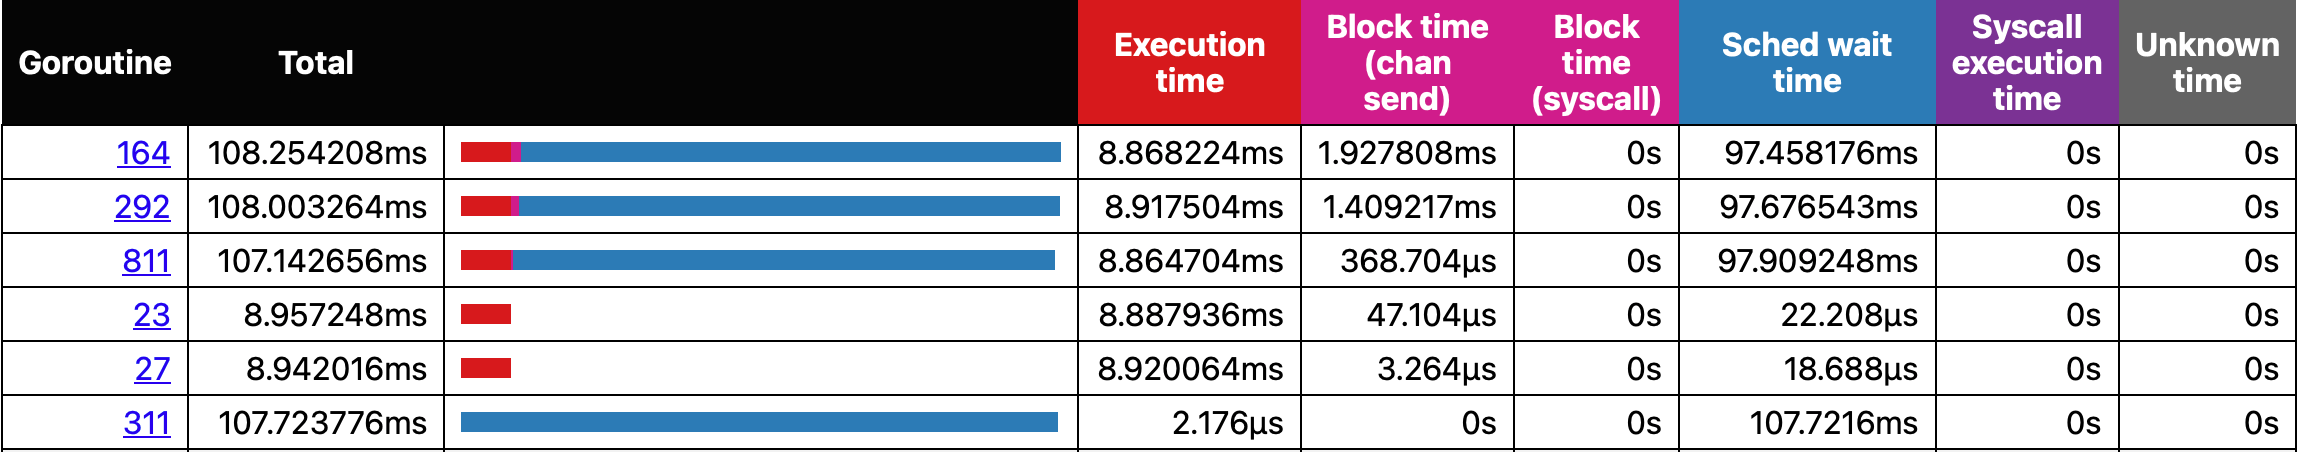 Goroutine Total Execution time Block time (chan send) Block time (syscall) Sched wait time Syscall execution time Unknown time
164 108.254208ms 8.868224ms 1.927808ms 0s 97.458176ms 0s 0s
292 108.003264ms 8.917504ms 1.409217ms 0s 97.676543ms 0s 0s
811 107.142656ms 8.864704ms 368.704µs 0s 97.909248ms 0s 0s
23 8.957248ms 8.887936ms 47.104µs 0s 22.208µs 0s 0s
27 8.942016ms 8.920064ms 3.264µs 0s 18.688µs 0s 0s
311 107.723776ms 2.176µs 0s 0s 107.7216ms 0s 0s